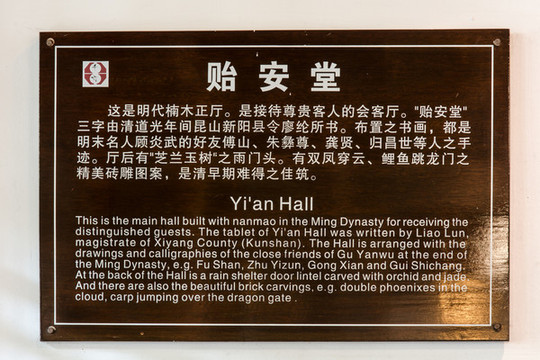 贻安堂
这是明代楠木正厅。是接待尊贵客人的会客厅。"贻安堂"
三字由清道光年间昆山新阳县令廖纶所书。布置之书画，都是
明末名人顾炎武的好友傅山、朱彝尊、龚贤、归昌世等人之手
迹。厅后有"芝兰玉树"之雨门头。有双凤穿云、鲤鱼跳龙门之
精美砖雕图案，是清早期难得之佳筑。
Yi'an Hall
This is the main hall built with nanmao in the Ming Dynasty for receiving the
distinguished guests. The tablet of Yi'an Hall was written by Liao Lun,
magistrate of Xiyang County (Kunshan). The Hall is arranged with the
drawings and calligraphies of the close friends of Gu Yanwu at the end of
the Ming Dynasty, e.g. Fu Shan, Zhu Yizun, Gong Xian and Gui Shichang.
At the back of the Hall is a rain shelter door lintel carved with orchid and jade.
And there are also the beautiful brick carvings, e.g. double phoenixes in the
cloud, carp jumping over the dragon gate .